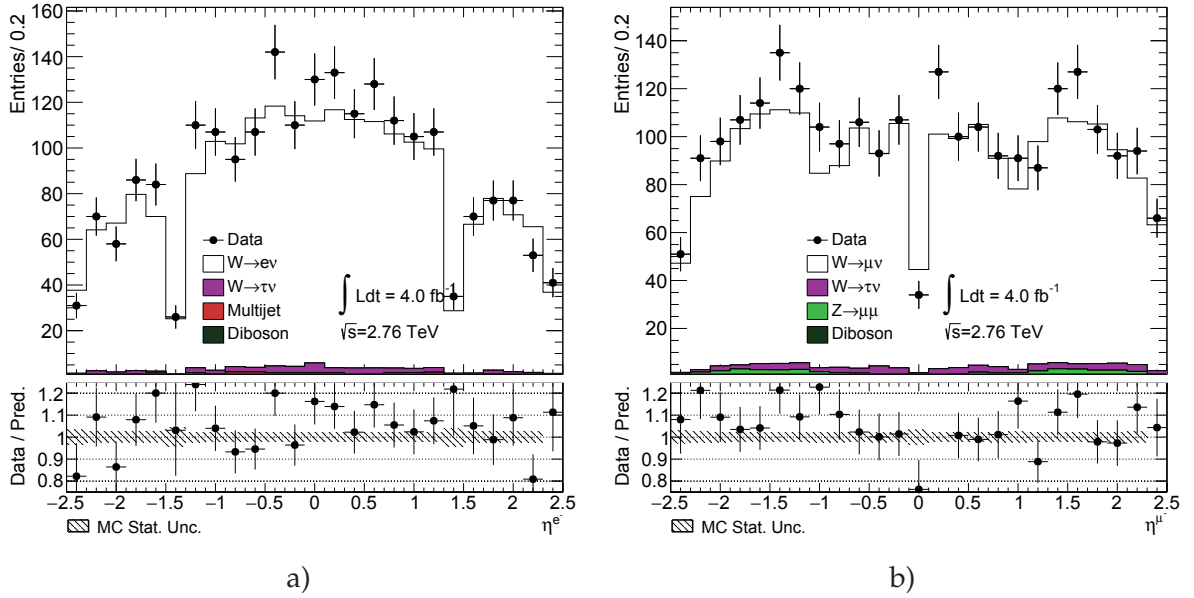 Entries/ 0.2
160
140
120
100
80
60
40
20
Data
W→eν
W→τν
Multijet
Diboson
∫ Ldt = 4.0 fb⁻¹
√s=2.76 TeV
Data / Pred.
1.2
1.1
1
0.9
0.8
−2.5 −2 −1.5 −1 −0.5 0 0.5 1 1.5 2 2.5
MC Stat. Unc.
η^e⁻
a)
Entries/ 0.2
140
120
100
80
60
40
20
Data
W→μν
W→τν
Z→μμ
Diboson
∫ Ldt = 4.0 fb⁻¹
√s=2.76 TeV
Data / Pred.
1.2
1.1
1
0.9
0.8
−2.5 −2 −1.5 −1 −0.5 0 0.5 1 1.5 2 2.5
MC Stat. Unc.
η^μ⁻
b)